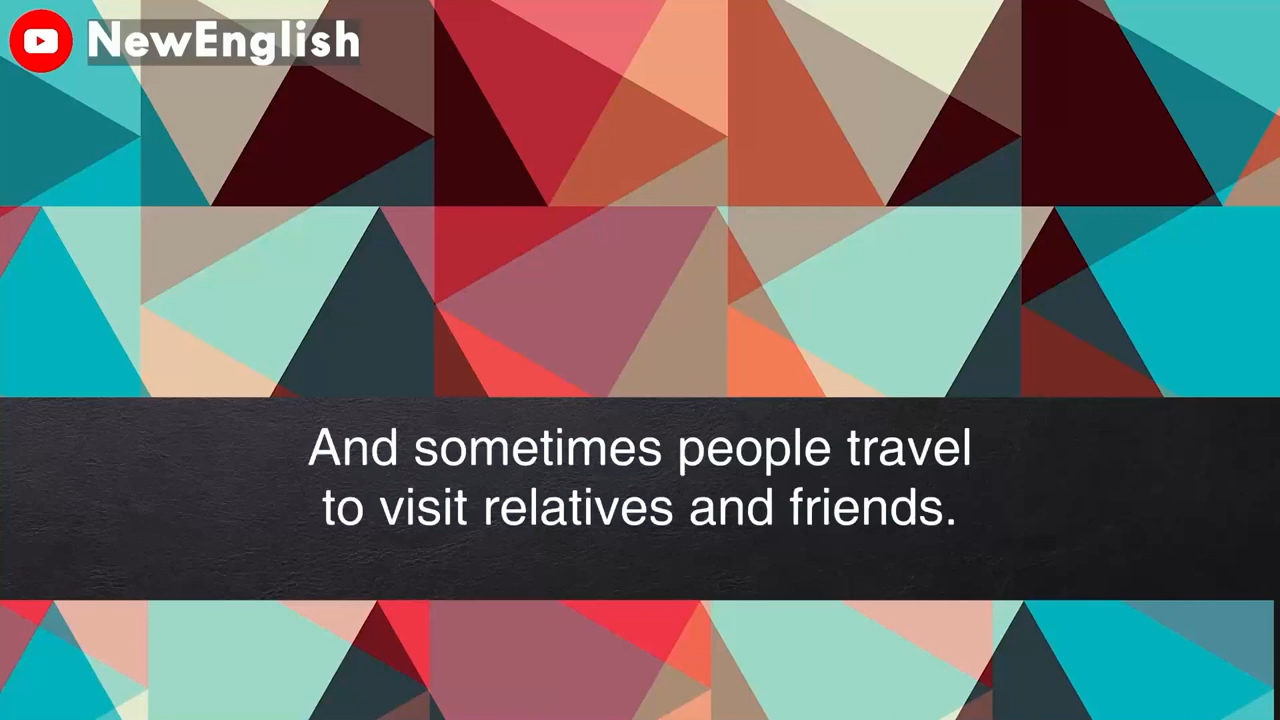 NewEnglish
And sometimes people travel
to visit relatives and friends.